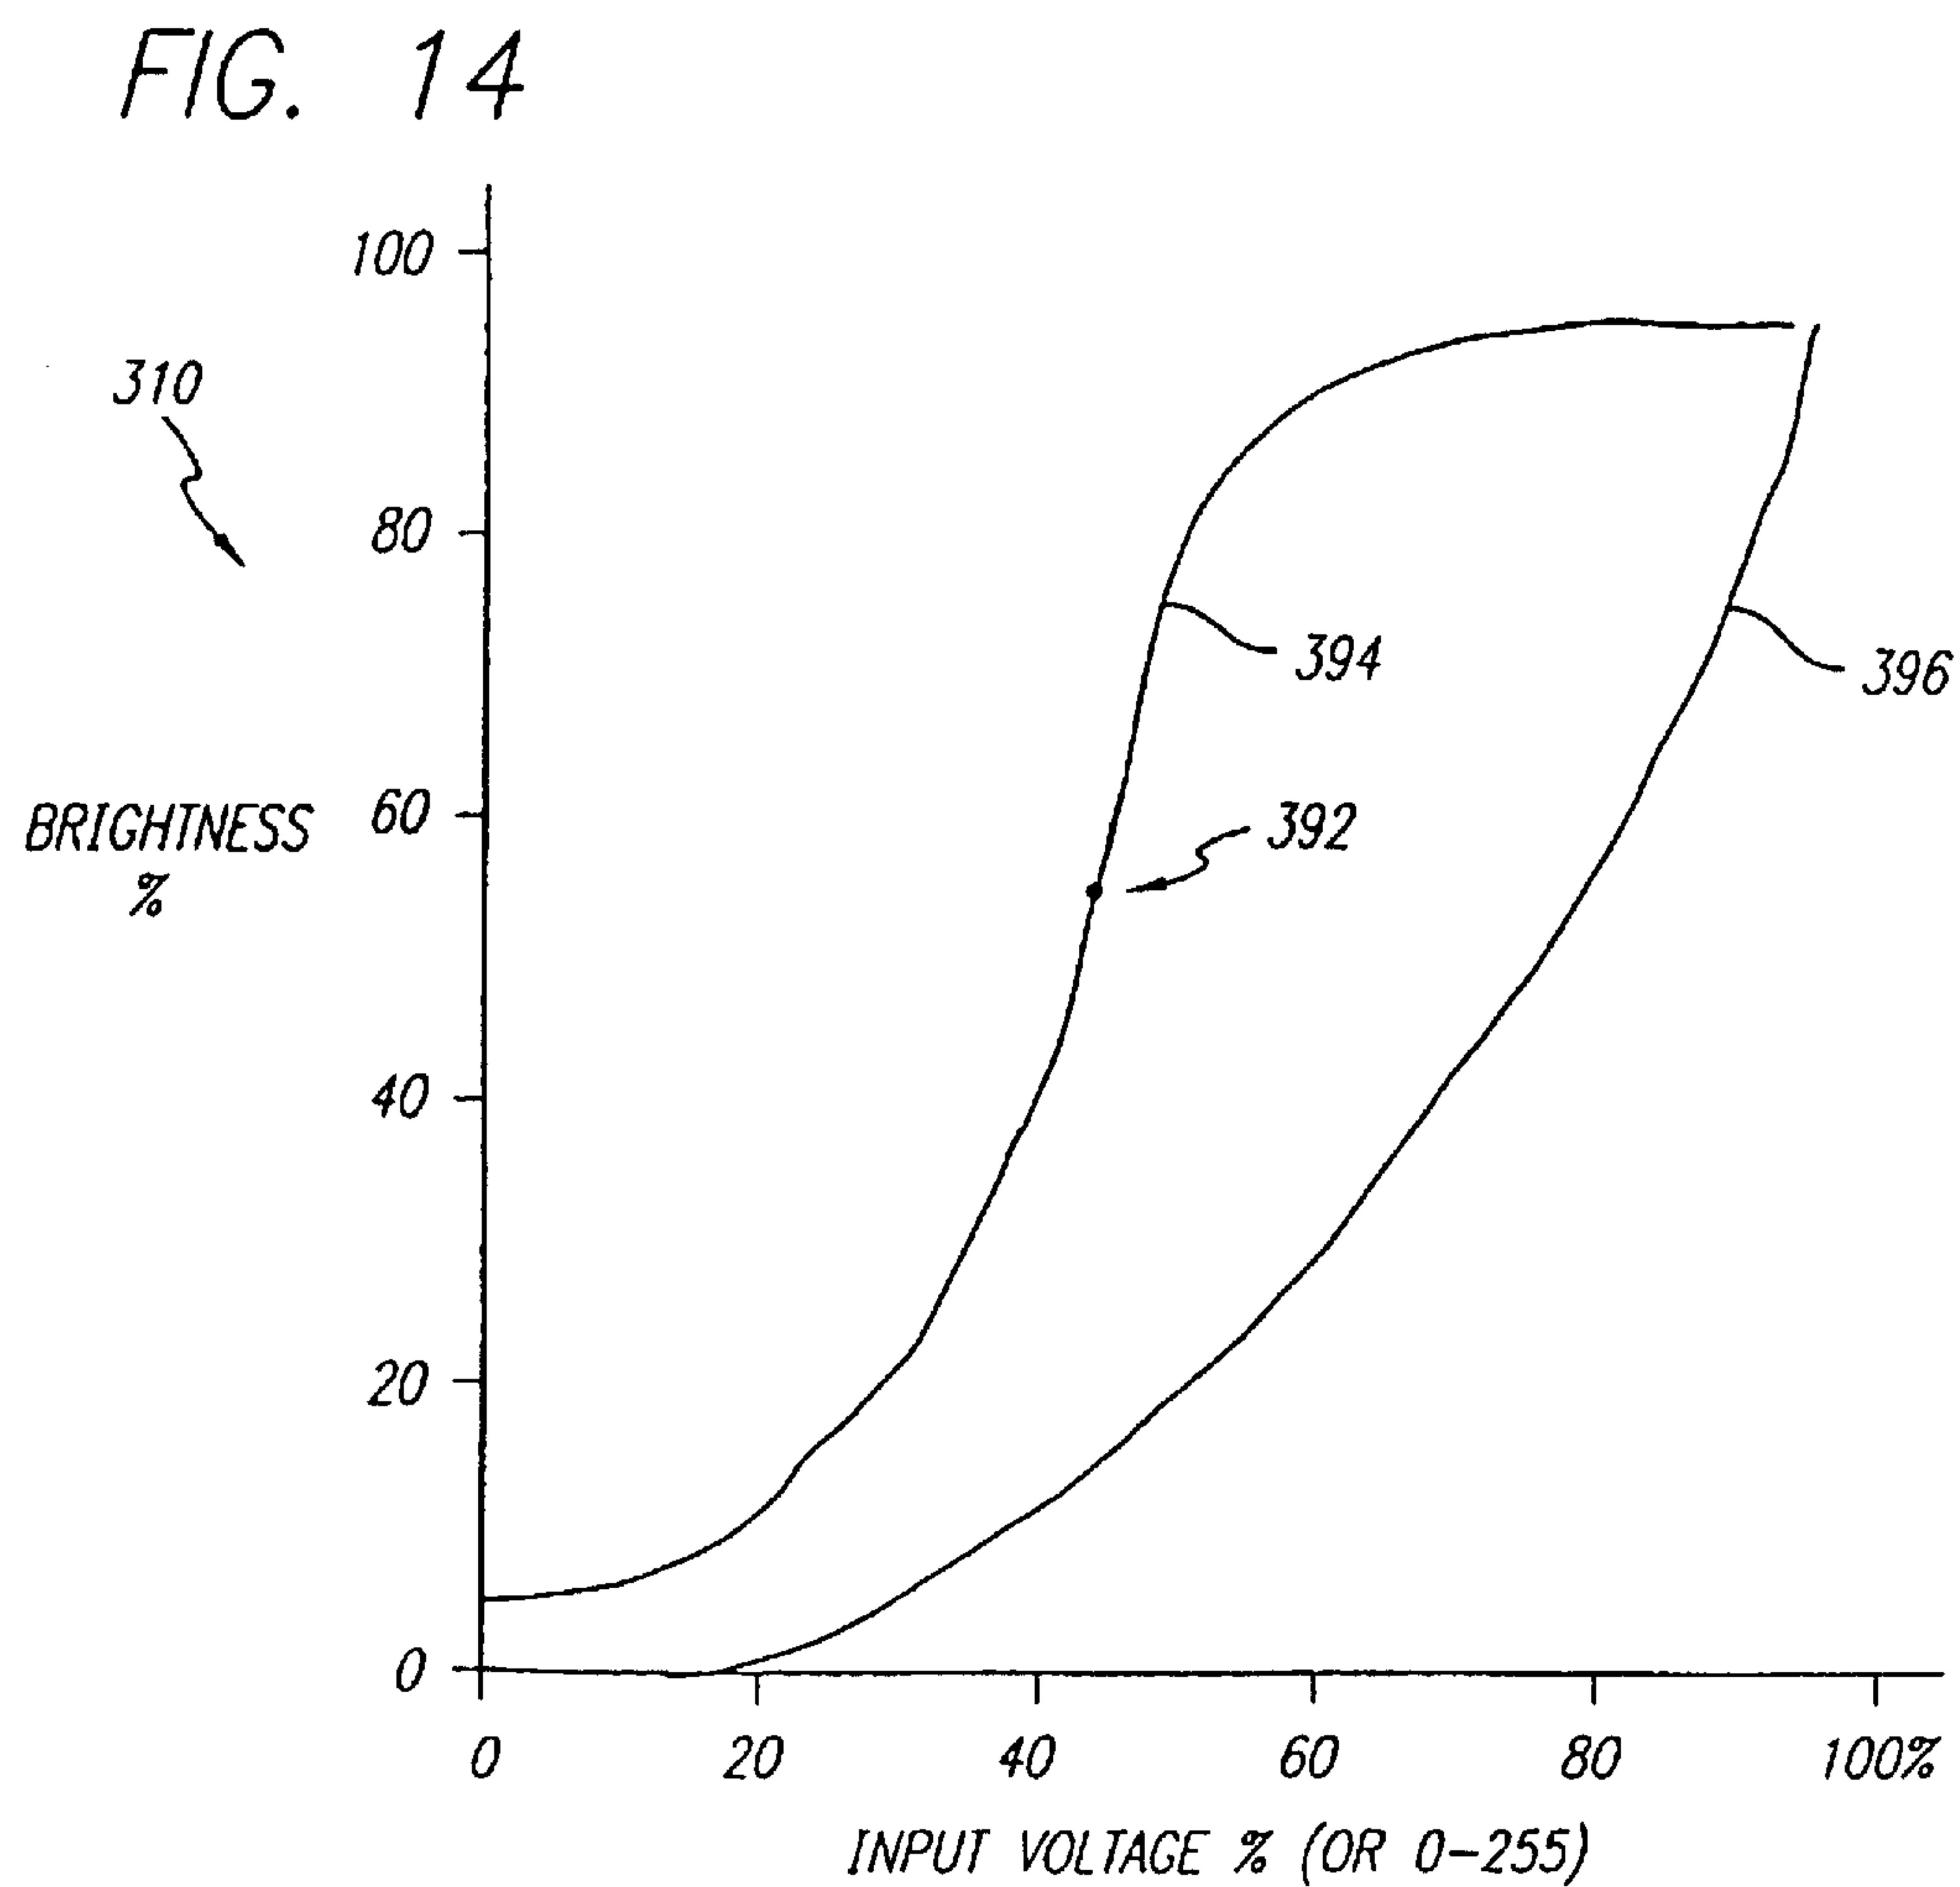 FIG. 14
100
310
80
394
396
BRIGHTNESS
%
60
392
40
20
0
0 20 40 60 80 100%
INPUT VOLTAGE % (OR 0-255)